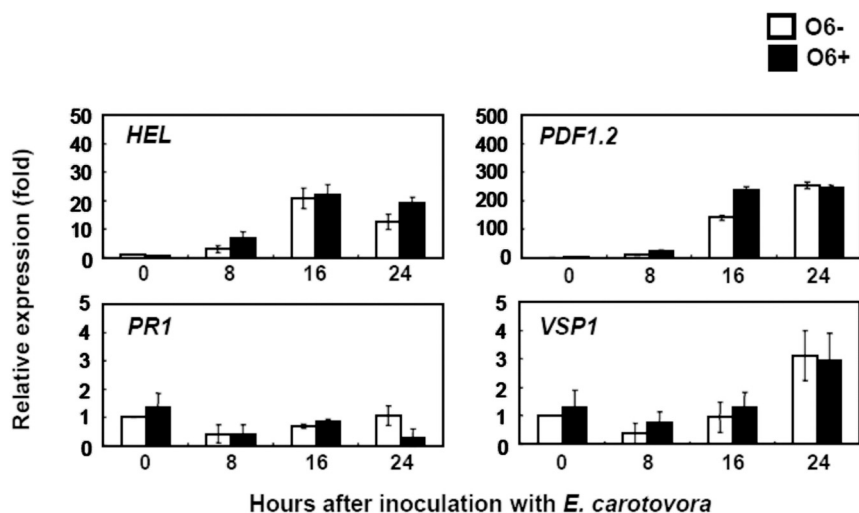 O6-
O6+
Relative expression (fold)
HEL
50
40
30
20
10
0
0 8 16 24
PDF1.2
500
400
300
200
100
0
0 8 16 24
PR1
5
4
3
2
1
0
0 8 16 24
VSP1
5
4
3
2
1
0
0 8 16 24
Hours after inoculation with E. carotovora